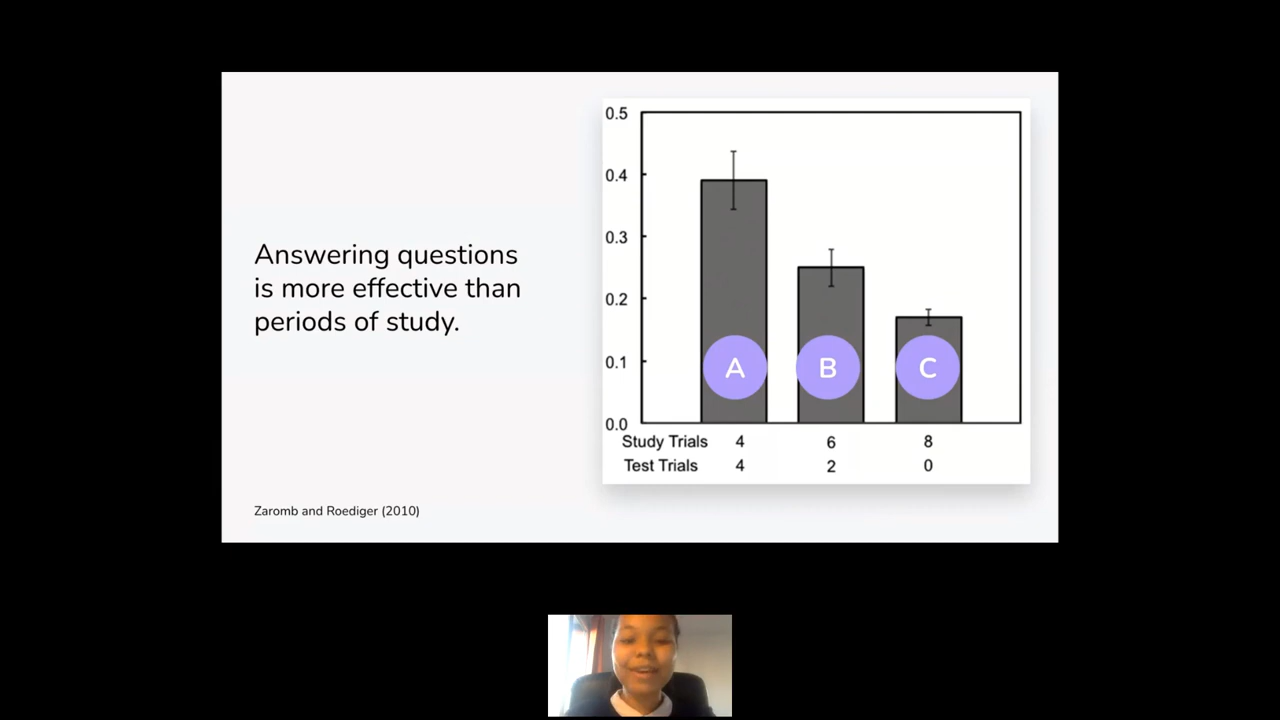 Answering questions
is more effective than
periods of study.
Zaromb and Roediger (2010)
0.5
0.4
0.3
0.2
0.1
0.0
A B C
Study Trials 4 6 8
Test Trials 4 2 0